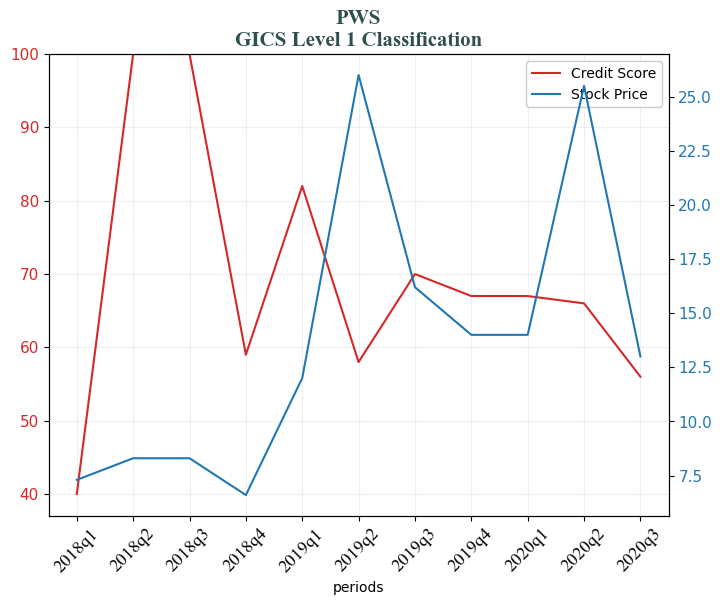 PWS
GICS Level 1 Classification
Credit Score
Stock Price
100
90
80
70
60
50
40
25.0
22.5
20.0
17.5
15.0
12.5
10.0
7.5
2018q1
2018q2
2018q3
2018q4
2019q1
2019q2
2019q3
2019q4
2020q1
2020q2
2020q3
periods